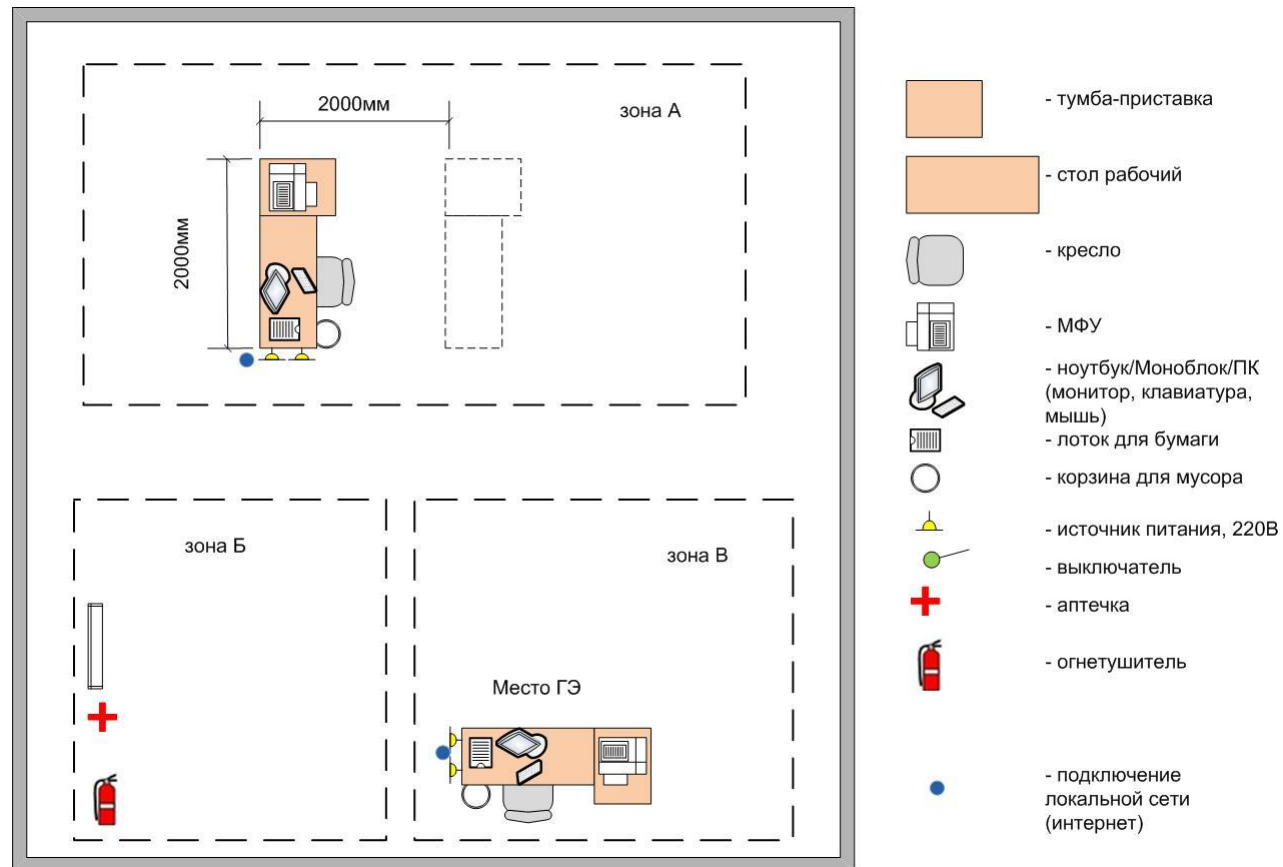 2000мм
зона А
2000мм
зона Б
зона В
Место ГЭ
- тумба-приставка
- стол рабочий
- кресло
- МФУ
- ноутбук/Моноблок/ПК
(монитор, клавиатура,
мышь)
- лоток для бумаги
- корзина для мусора
- источник питания, 220В
- выключатель
- аптечка
- огнетушитель
- подключение
локальной сети
(интернет)